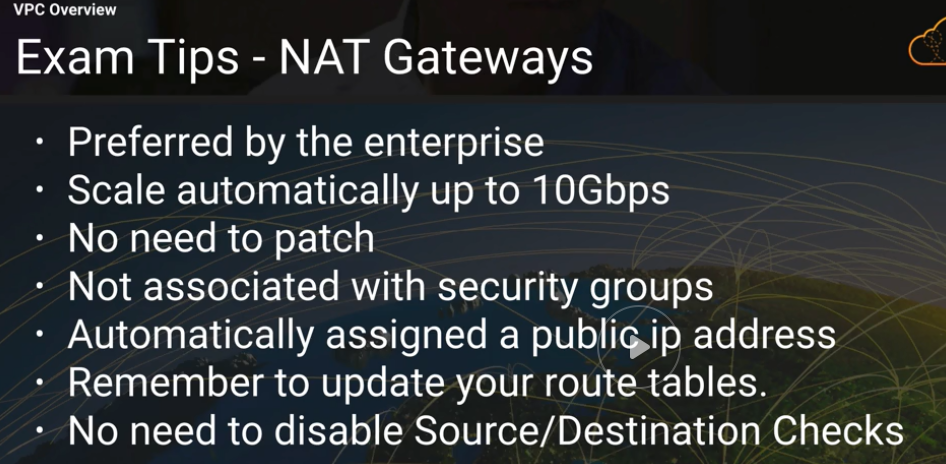 VPC Overview
Exam Tips - NAT Gateways
• Preferred by the enterprise
• Scale automatically up to 10Gbps
• No need to patch
• Not associated with security groups
• Automatically assigned a public ip address
• Remember to update your route tables.
• No need to disable Source/Destination Checks